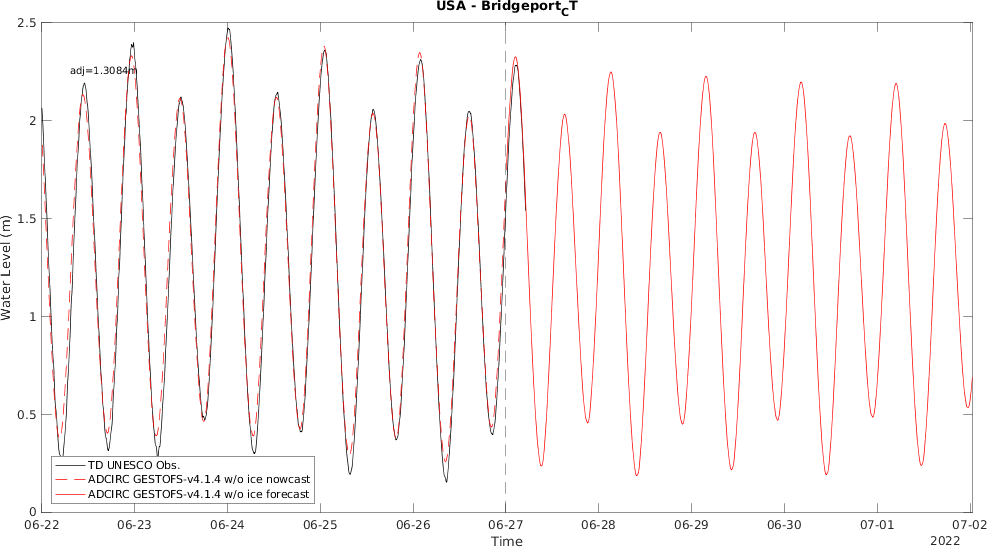 USA - Bridgeport_CT
2.5
adj=1.3084m
2
1.5
Water Level (m)
1
0.5
TD UNESCO Obs.
ADCIRC GESTOFS-v4.1.4 w/o ice nowcast
ADCIRC GESTOFS-v4.1.4 w/o ice forecast
0
06-22 06-23 06-24 06-25 06-26 06-27 06-28 06-29 06-30 07-01 07-02
Time
2022